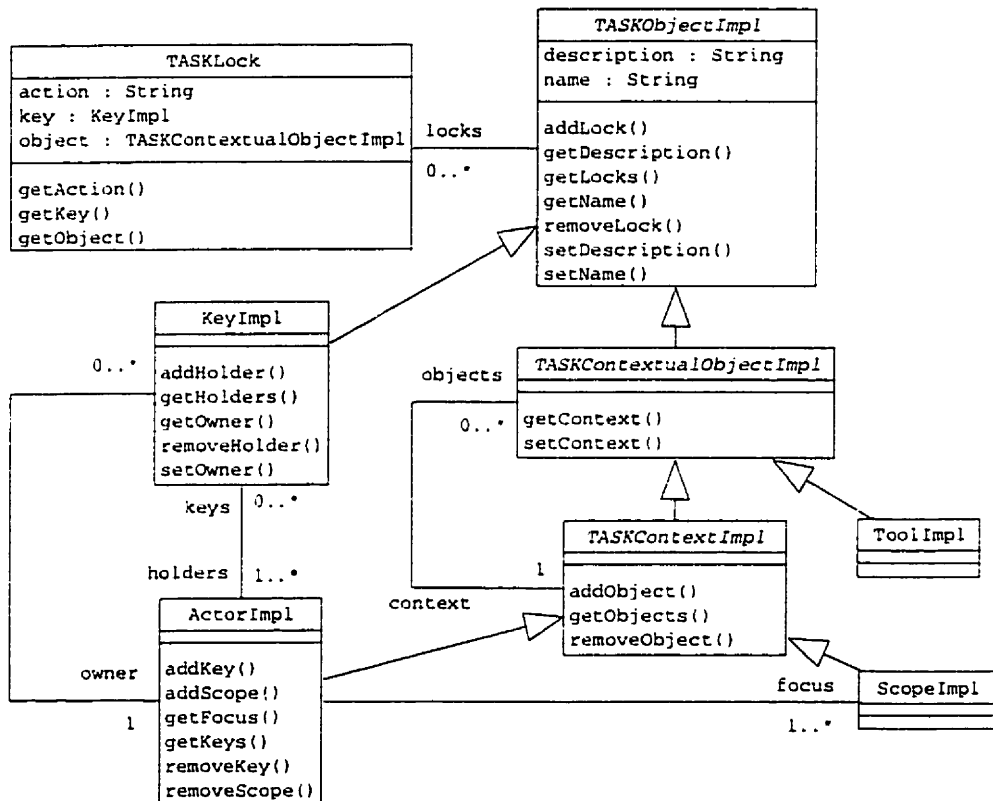 TASKObjectImpl
description : String
name : String
addLock()
getDescription()
getLocks()
getName()
removeLock()
setDescription()
setName()
TASKLock
action : String
key : KeyImpl
object : TASKContextualObjectImpl
getAction()
getKey()
getObject()
locks
0..*
KeyImpl
addHolder()
getHolders()
getOwner()
removeHolder()
setOwner()
0..*
TASKContextualObjectImpl
getContext()
setContext()
objects
0..*
keys
0..*
holders
1..*
TASKContextImpl
addObject()
getObjects()
removeObject()
1
context
ToolImpl
ActorImpl
addKey()
addScope()
getFocus()
getKeys()
removeKey()
removeScope()
owner
1
focus
1..*
ScopeImpl